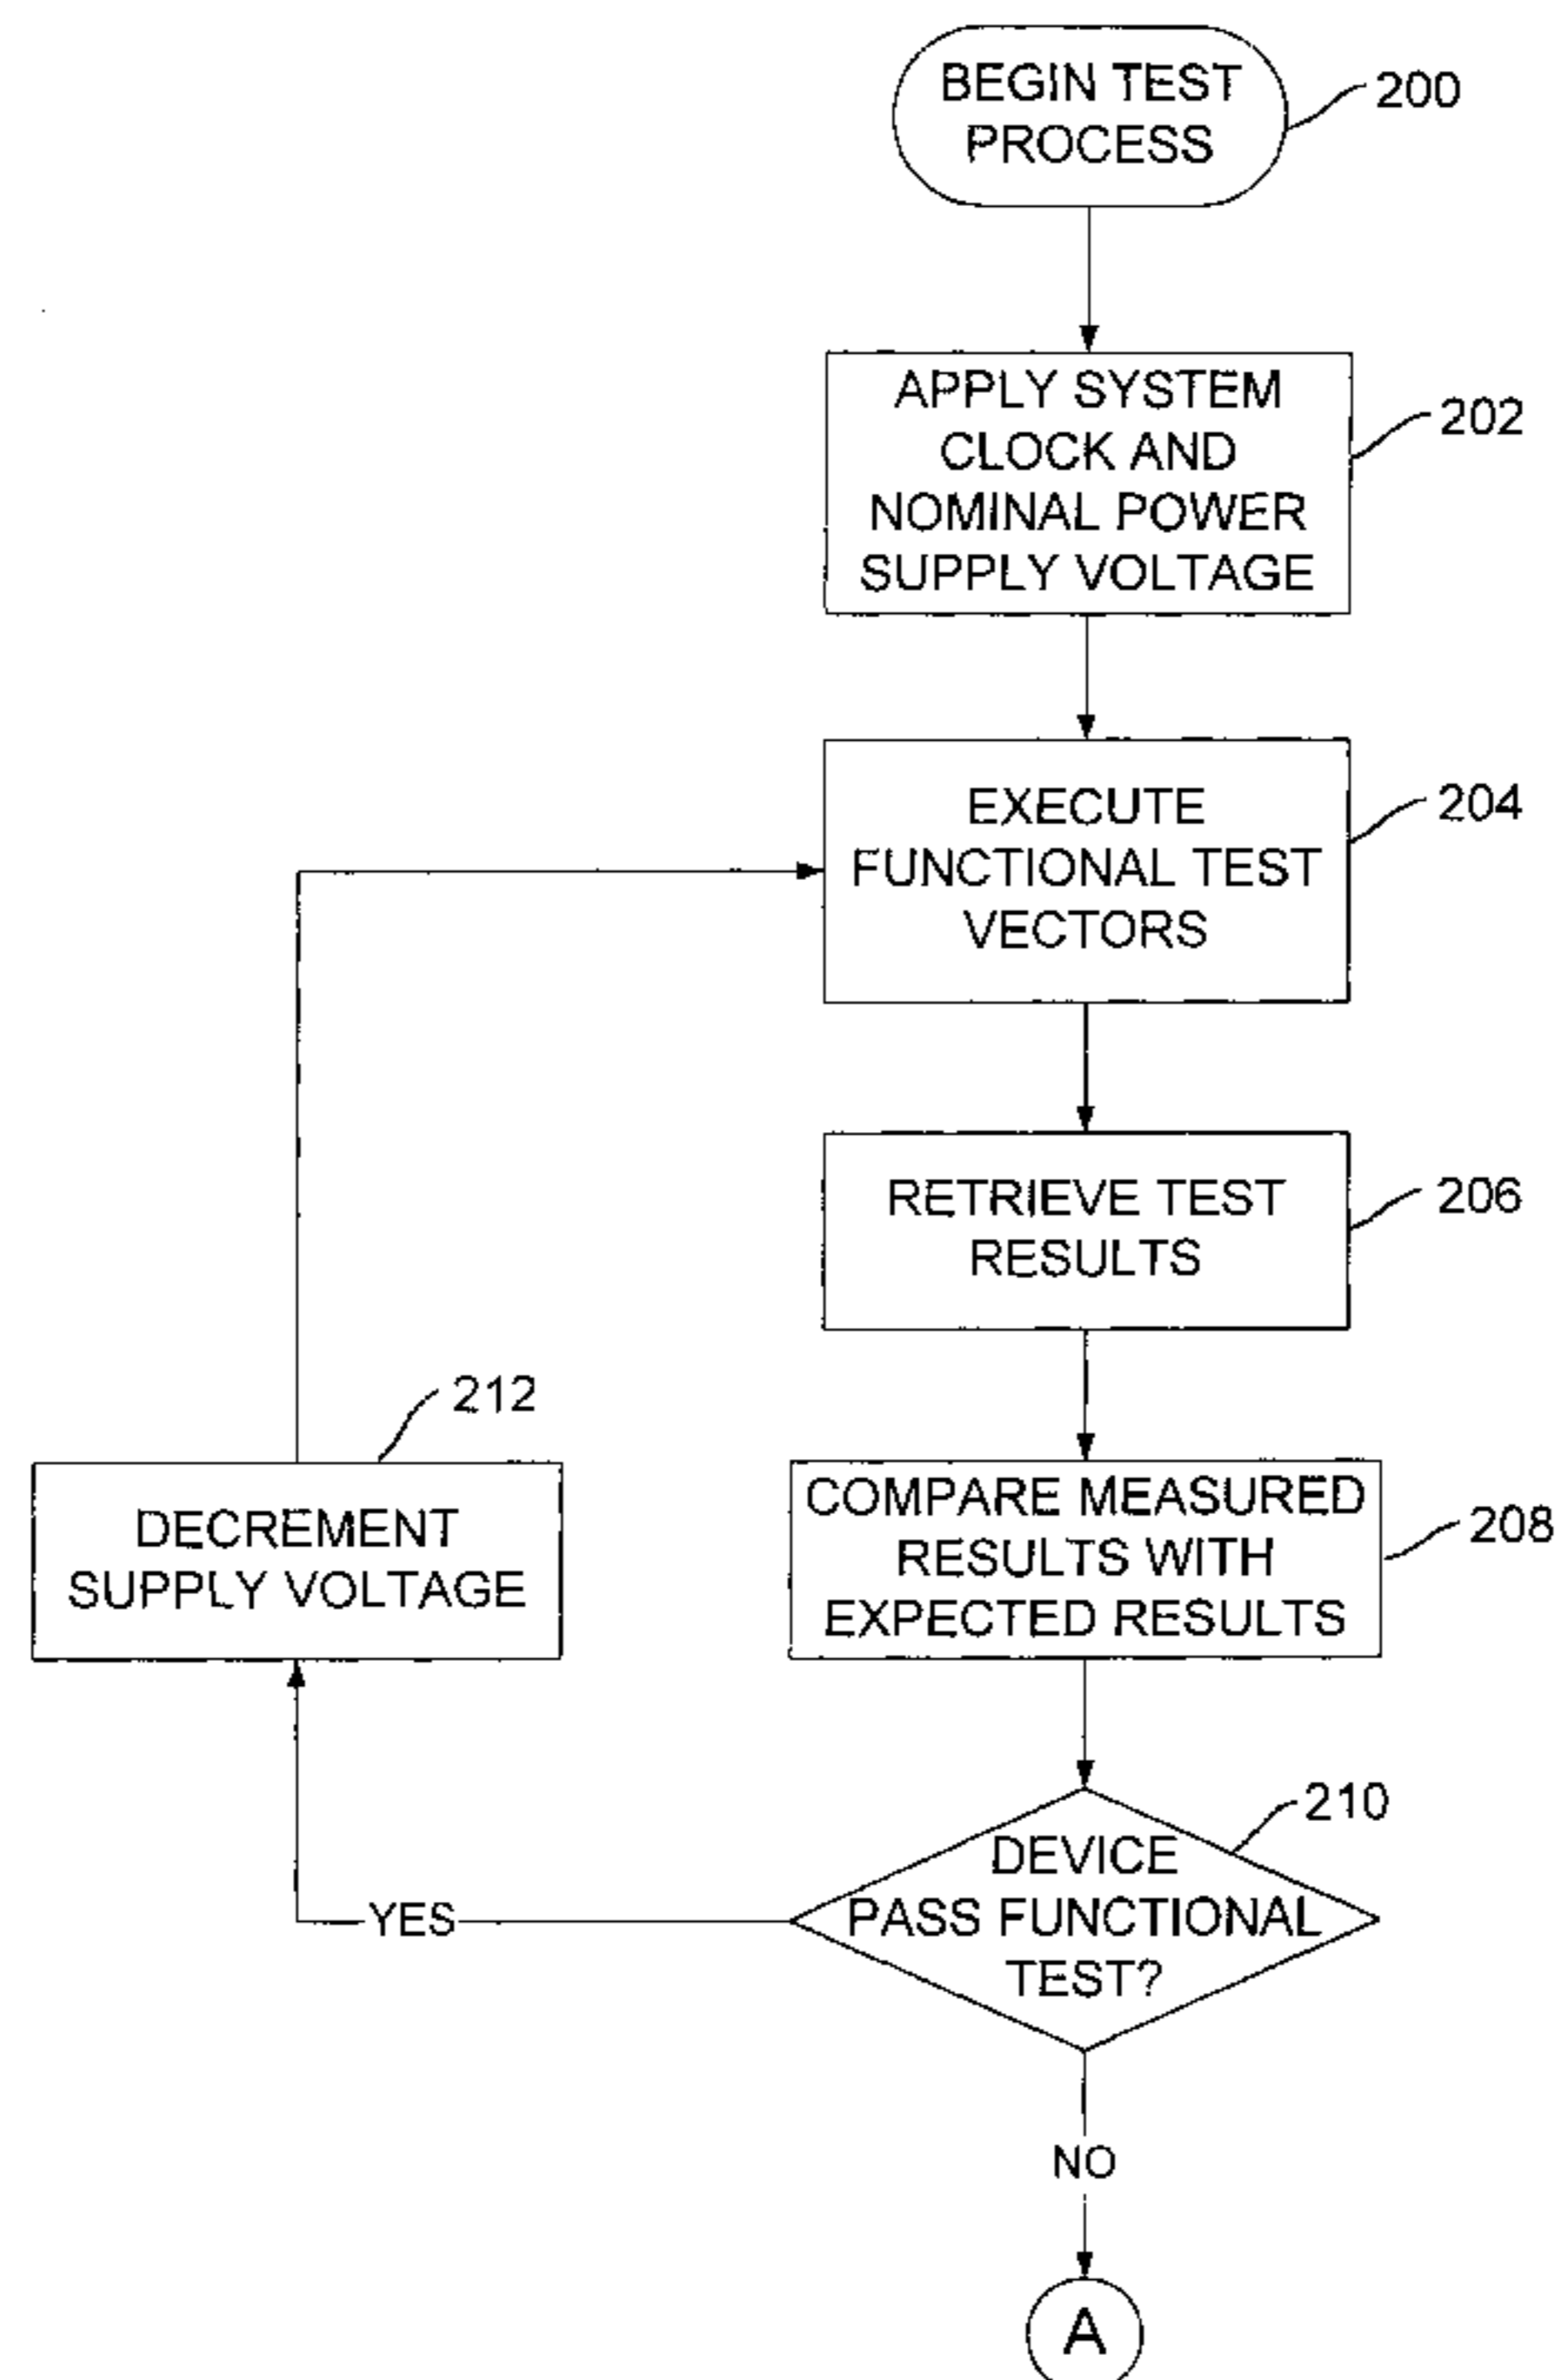 BEGIN TEST
PROCESS
200
APPLY SYSTEM
CLOCK AND
NOMINAL POWER
SUPPLY VOLTAGE
202
EXECUTE
FUNCTIONAL TEST
VECTORS
204
RETRIEVE TEST
RESULTS
206
COMPARE MEASURED
RESULTS WITH
EXPECTED RESULTS
208
DEVICE
PASS FUNCTIONAL
TEST?
210
YES
DECREMENT
SUPPLY VOLTAGE
212
NO
A